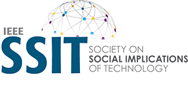 IEEE
SSIT
SOCIETY ON
SOCIAL IMPLICATIONS
OF TECHNOLOGY